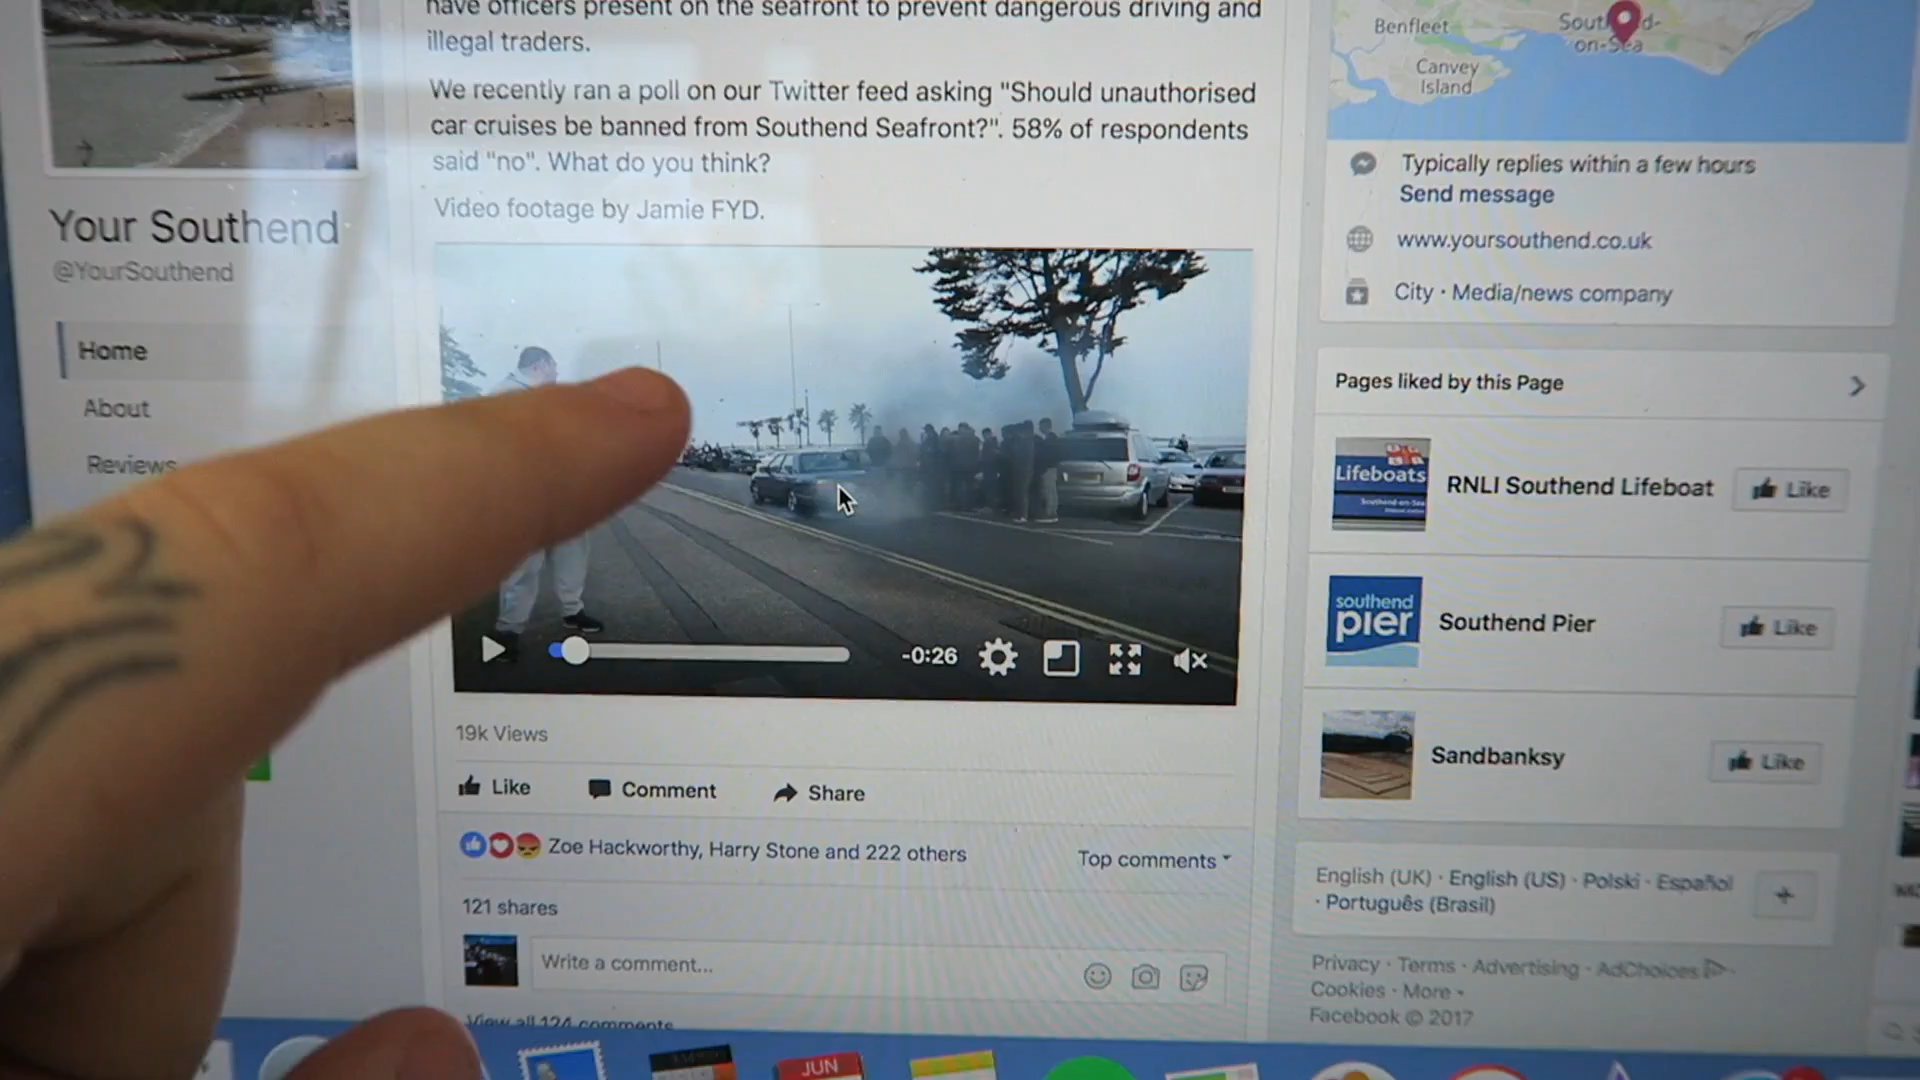 have officers present on the seafront to prevent dangerous driving and
illegal traders.
We recently ran a poll on our Twitter feed asking "Should unauthorised
car cruises be banned from Southend Seafront?". 58% of respondents
said "no". What do you think?
Video footage by Jamie FYD.
Your Southend
@YourSouthend
Home
About
Reviews
-0:26
19k Views
Like
Comment
Share
Zoe Hackworthy, Harry Stone and 222 others
Top comments
121 shares
Write a comment...
View all 124 comments
Benfleet
Canvey
Island
on-Sea
Typically replies within a few hours
Send message
www.yoursouthend.co.uk
City · Media/news company
Pages liked by this Page
Lifeboats
RNLI Southend Lifeboat
Like
southend
pier
Southend Pier
Like
Sandbanksy
Like
English (UK) · English (US) · Polski · Español
· Português (Brasil)
Privacy · Terms · Advertising · AdChoices
Cookies · More
Facebook © 2017
JUN